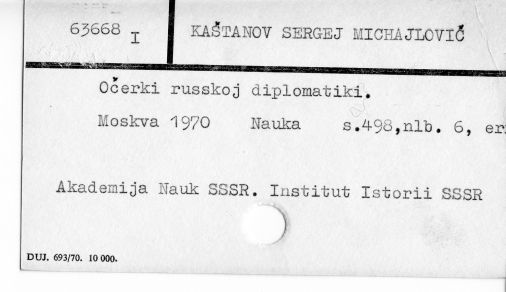 63668 I KAŠTANOV SERGEJ MICHAJLOVIČ
Očerki russkoj diplomatiki.
Moskva 1970 Nauka s.498,nlb. 6, er
Akademija Nauk SSSR. Institut Istorii SSSR
DUJ. 693/70. 10 000.